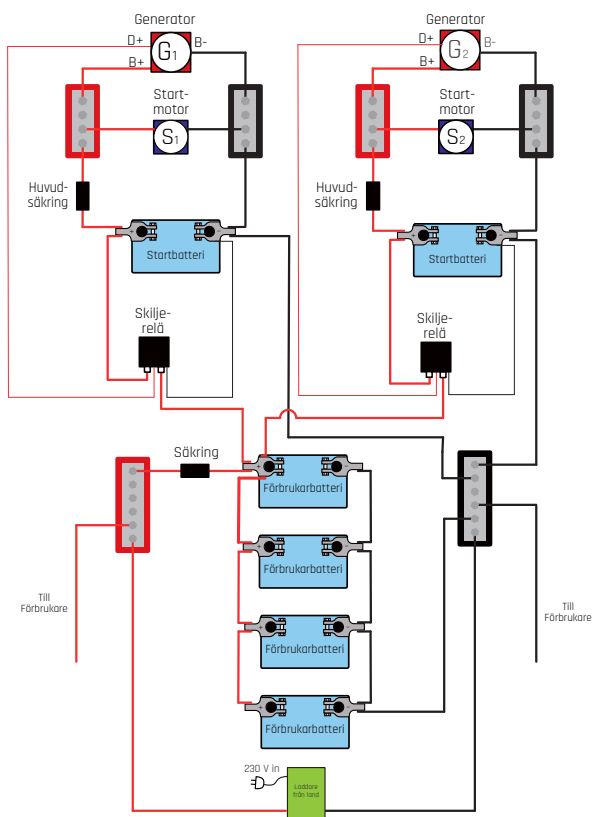 Generator
D+
G1
B-
B+
Start-
motor
S1
Huvud-
säkring
+
-
Startbatteri
Skilje-
relä
Generator
D+
G2
B-
B+
Start-
motor
S2
Huvud-
säkring
+
-
Startbatteri
Skilje-
relä
Säkring
+
-
Förbrukarbatteri
+
-
Förbrukarbatteri
+
-
Förbrukarbatteri
+
-
Förbrukarbatteri
Till
Förbrukare
Till
Förbrukare
230 V in
Laddare
från land